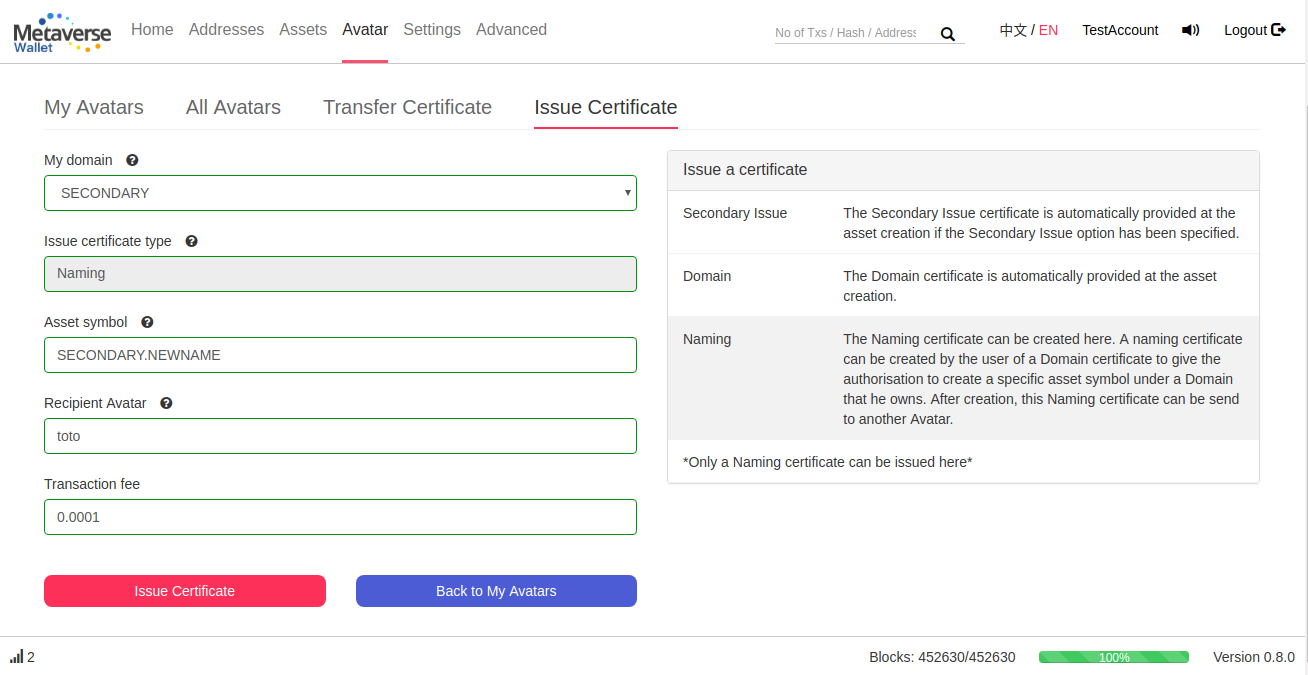 Metaverse
Wallet
Home Addresses Assets Avatar Settings Advanced
No of Txs / Hash / Address
中文 / EN
TestAccount
Logout
My Avatars All Avatars Transfer Certificate Issue Certificate
My domain
SECONDARY
Issue certificate type
Naming
Asset symbol
SECONDARY.NEWNAME
Recipient Avatar
toto
Transaction fee
0.0001
Issue Certificate
Back to My Avatars
Issue a certificate
Secondary Issue
The Secondary Issue certificate is automatically provided at the
asset creation if the Secondary Issue option has been specified.
Domain
The Domain certificate is automatically provided at the asset
creation.
Naming
The Naming certificate can be created here. A naming certificate
can be created by the user of a Domain certificate to give the
authorisation to create a specific asset symbol under a Domain
that he owns. After creation, this Naming certificate can be send
to another Avatar.
*Only a Naming certificate can be issued here*
2
Blocks: 452630/452630
100%
Version 0.8.0